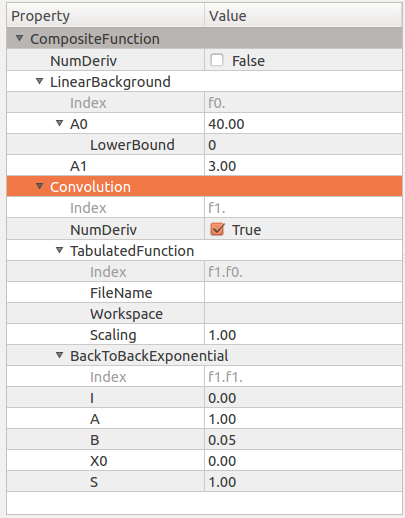 Property Value
CompositeFunction
NumDeriv False
LinearBackground
Index f0.
A0 40.00
LowerBound 0
A1 3.00
Convolution
Index f1.
NumDeriv True
TabulatedFunction
Index f1.f0.
FileName
Workspace
Scaling 1.00
BackToBackExponential
Index f1.f1.
I 0.00
A 1.00
B 0.05
X0 0.00
S 1.00